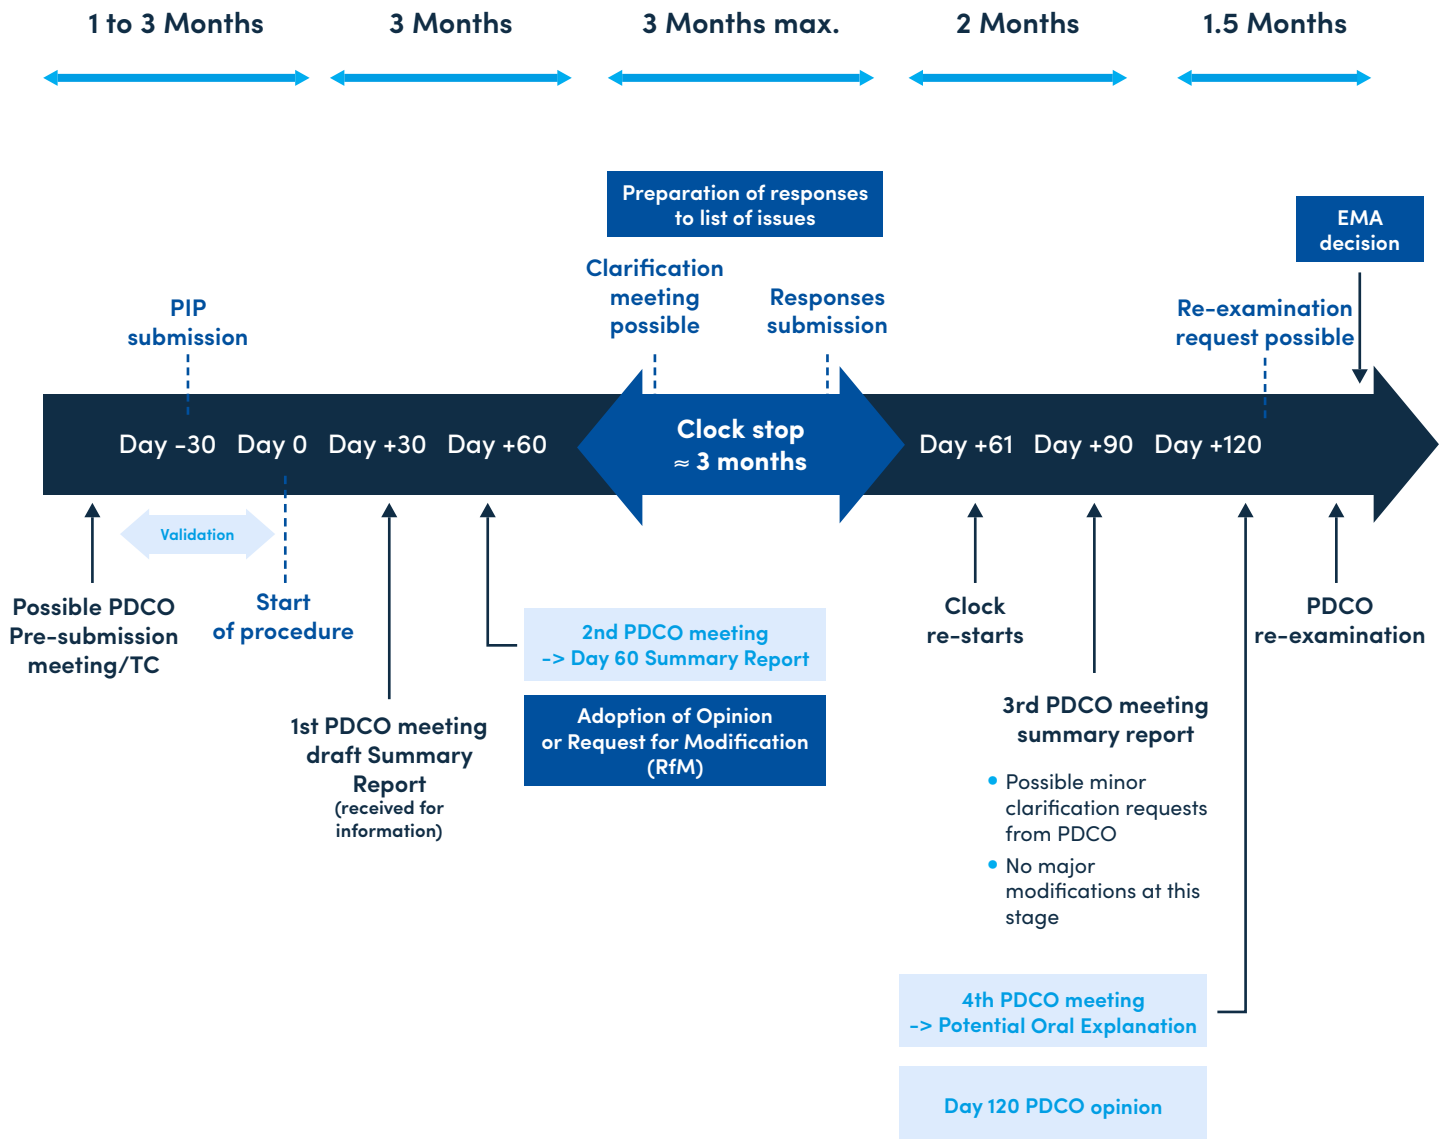 1 to 3 Months
3 Months
3 Months max.
2 Months
1.5 Months
Preparation of responses
to list of issues
EMA
decision
Clarification
meeting
possible
Responses
submission
PIP
submission
Re-examination
request possible
Day -30
Day 0
Day +30
Day +60
Clock stop
≈ 3 months
Day +61
Day +90
Day +120
Validation
Possible PDCO
Pre-submission
meeting/TC
Start
of procedure
1st PDCO meeting
draft Summary
Report
(received for
information)
2nd PDCO meeting
-> Day 60 Summary Report
Adoption of Opinion
or Request for Modification
(RfM)
Clock
re-starts
3rd PDCO meeting
summary report
• Possible minor
clarification requests
from PDCO
• No major
modifications at this
stage
PDCO
re-examination
4th PDCO meeting
-> Potential Oral Explanation
Day 120 PDCO opinion